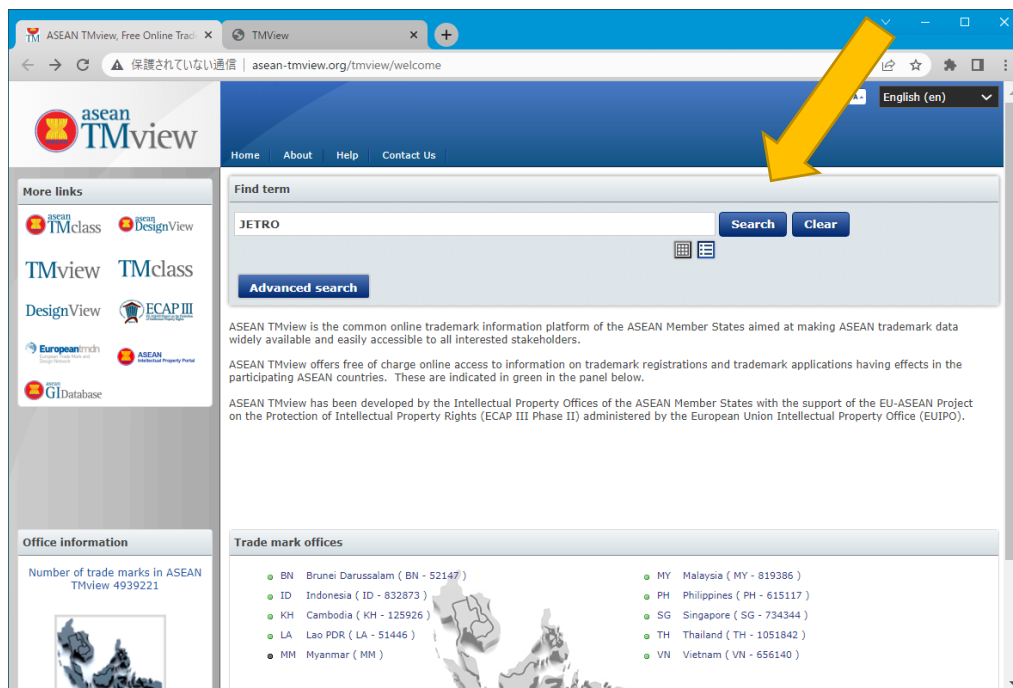 ASEAN TMview, Free Online Trad
TMView
保護されていない通信 | asean-tmview.org/tmview/welcome
asean
TMview
English (en)
Home
About
Help
Contact Us
More links
asean
TMclass
asean
DesignView
TMview
TMclass
DesignView
ECAP III
Europeantmdn
ASEAN
Intellectual Property Portal
asean
GIDatabase
Find term
JETRO
Search
Clear
Advanced search
ASEAN TMview is the common online trademark information platform of the ASEAN Member States aimed at making ASEAN trademark data
widely available and easily accessible to all interested stakeholders.
ASEAN TMview offers free of charge online access to information on trademark registrations and trademark applications having effects in the
participating ASEAN countries. These are indicated in green in the panel below.
ASEAN TMview has been developed by the Intellectual Property Offices of the ASEAN Member States with the support of the EU-ASEAN Project
on the Protection of Intellectual Property Rights (ECAP III Phase II) administered by the European Union Intellectual Property Office (EUIPO).
Office information
Number of trade marks in ASEAN
TMview 4939221
Trade mark offices
BN Brunei Darussalam ( BN - 52147 )
ID Indonesia ( ID - 832873 )
KH Cambodia ( KH - 125926 )
LA Lao PDR ( LA - 51446 )
MM Myanmar ( MM )
MY Malaysia ( MY - 819386 )
PH Philippines ( PH - 615117 )
SG Singapore ( SG - 734344 )
TH Thailand ( TH - 1051842 )
VN Vietnam ( VN - 656140 )